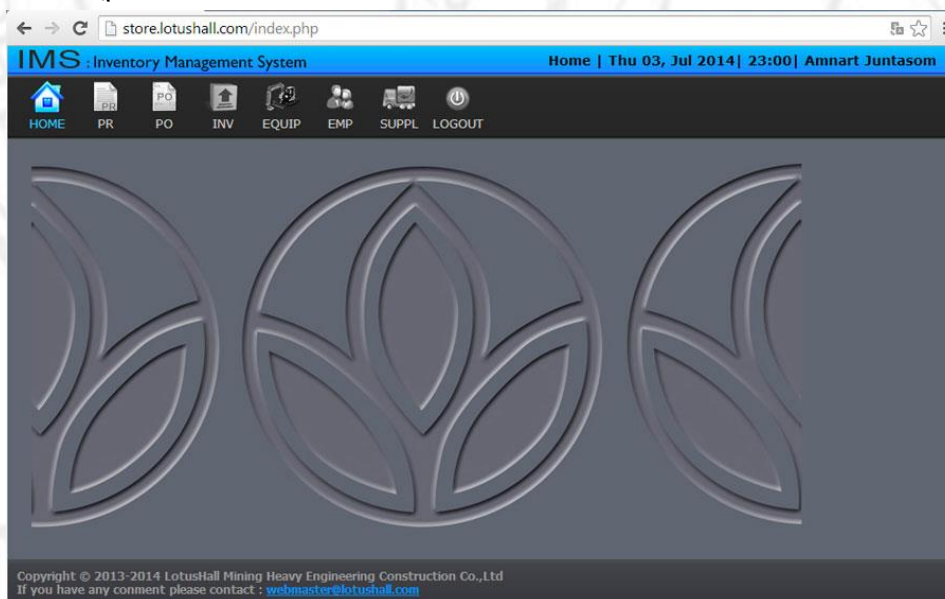 store.lotushall.com/index.php
IMS : Inventory Management System
Home | Thu 03, Jul 2014| 23:00| Amnart Juntasom
HOME PR PO INV EQUIP EMP SUPPL LOGOUT
PR PO
Copyright © 2013-2014 LotusHall Mining Heavy Engineering Construction Co.,Ltd
If you have any conment please contact : webmaster@lotushall.com